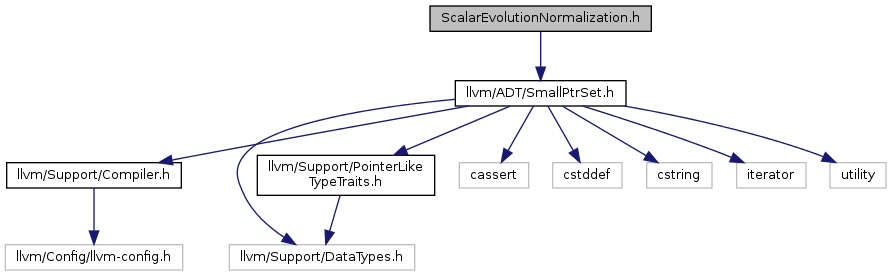 ScalarEvolutionNormalization.h
llvm/ADT/SmallPtrSet.h
llvm/Support/Compiler.h
llvm/Support/PointerLike
TypeTraits.h
cassert
cstddef
cstring
iterator
utility
llvm/Config/llvm-config.h
llvm/Support/DataTypes.h